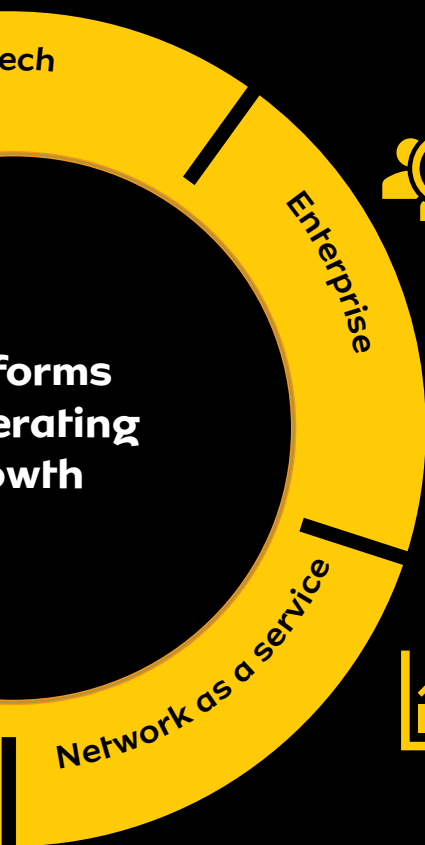 ech
Enterprise
forms
erating
owth
Network as a service